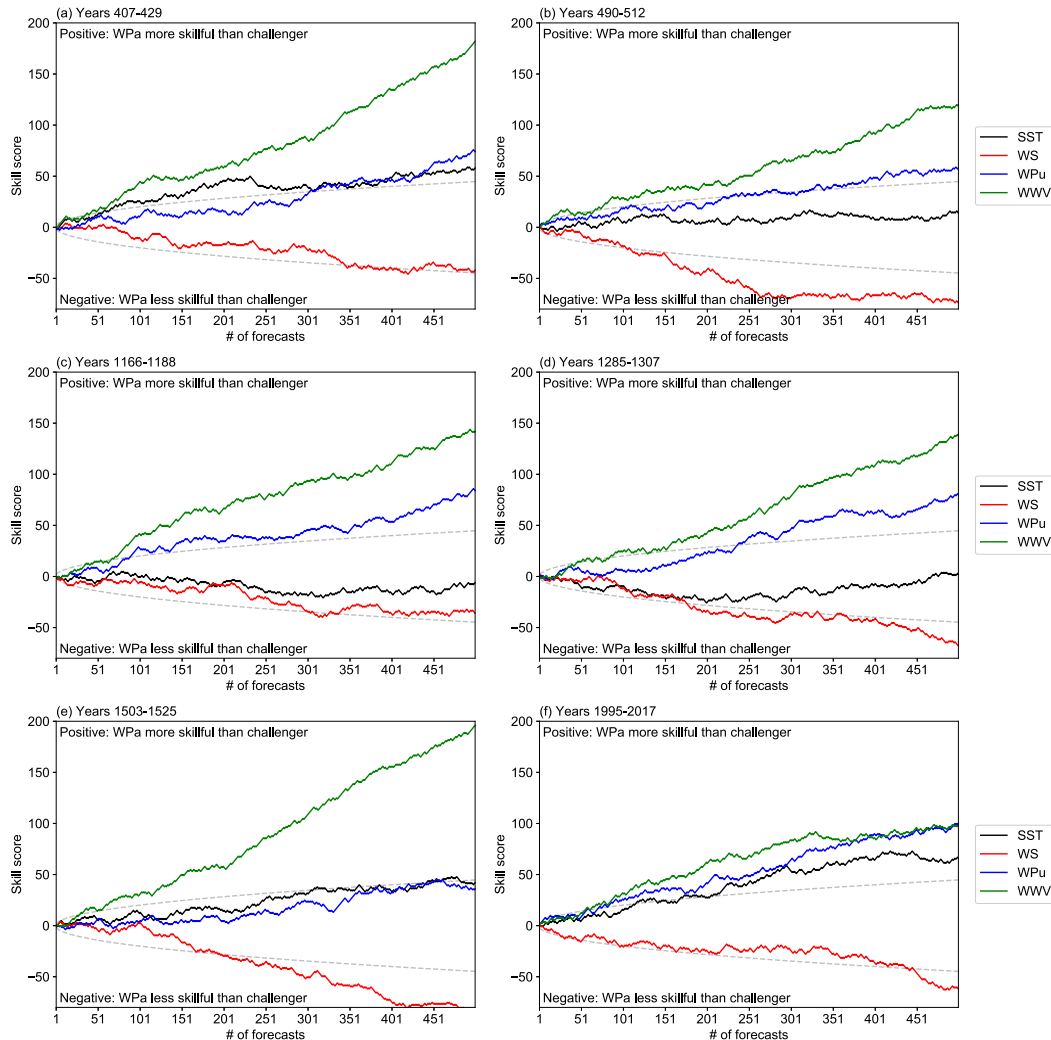 (a) Years 407-429
Positive: WPa more skillful than challenger
Negative: WPa less skillful than challenger
Skill score
200
150
100
50
0
−50
1 51 101 151 201 251 301 351 401 451
# of forecasts
(b) Years 490-512
Positive: WPa more skillful than challenger
Negative: WPa less skillful than challenger
Skill score
200
150
100
50
0
−50
1 51 101 151 201 251 301 351 401 451
# of forecasts
SST
WS
WPu
WWV
(c) Years 1166-1188
Positive: WPa more skillful than challenger
Negative: WPa less skillful than challenger
Skill score
200
150
100
50
0
−50
1 51 101 151 201 251 301 351 401 451
# of forecasts
(d) Years 1285-1307
Positive: WPa more skillful than challenger
Negative: WPa less skillful than challenger
Skill score
200
150
100
50
0
−50
1 51 101 151 201 251 301 351 401 451
# of forecasts
SST
WS
WPu
WWV
(e) Years 1503-1525
Positive: WPa more skillful than challenger
Negative: WPa less skillful than challenger
Skill score
200
150
100
50
0
−50
1 51 101 151 201 251 301 351 401 451
# of forecasts
(f) Years 1995-2017
Positive: WPa more skillful than challenger
Negative: WPa less skillful than challenger
Skill score
200
150
100
50
0
−50
1 51 101 151 201 251 301 351 401 451
# of forecasts
SST
WS
WPu
WWV